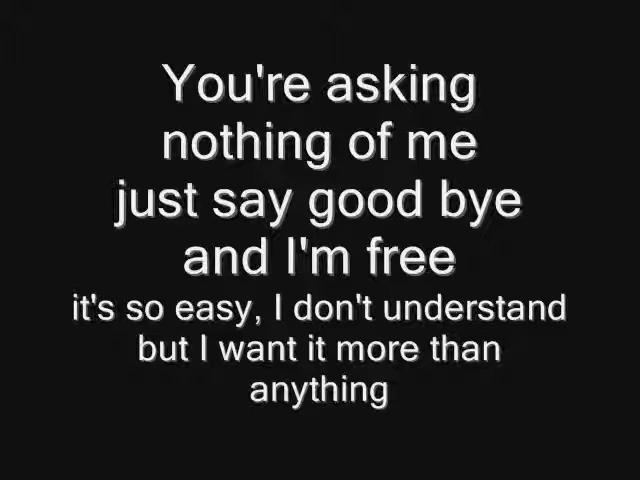 You're asking
nothing of me
just say good bye
and I'm free
it's so easy, I don't understand
but I want it more than
anything